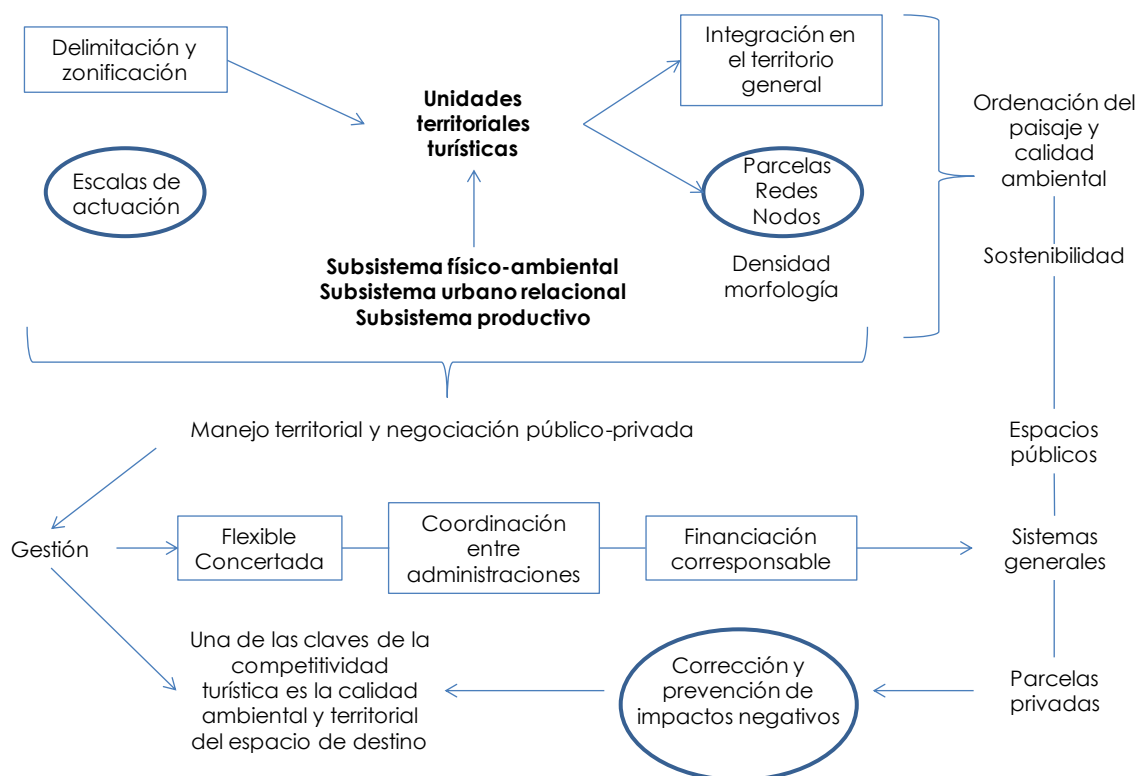 Delimitación y
zonificación
Integración en
el territorio
general
Unidades
territoriales
turísticas
Ordenación del
paisaje y
calidad
ambiental
Escalas de
actuación
Parcelas
Redes
Nodos
Subsistema físico-ambiental
Subsistema urbano relacional
Subsistema productivo
Densidad
morfología
Sostenibilidad
Manejo territorial y negociación público-privada
Espacios
públicos
Gestión
Flexible
Concertada
Coordinación
entre
administraciones
Financiación
corresponsable
Sistemas
generales
Una de las claves de la
competitividad
turística es la calidad
ambiental y territorial
del espacio de destino
Corrección y
prevención de
impactos negativos
Parcelas
privadas